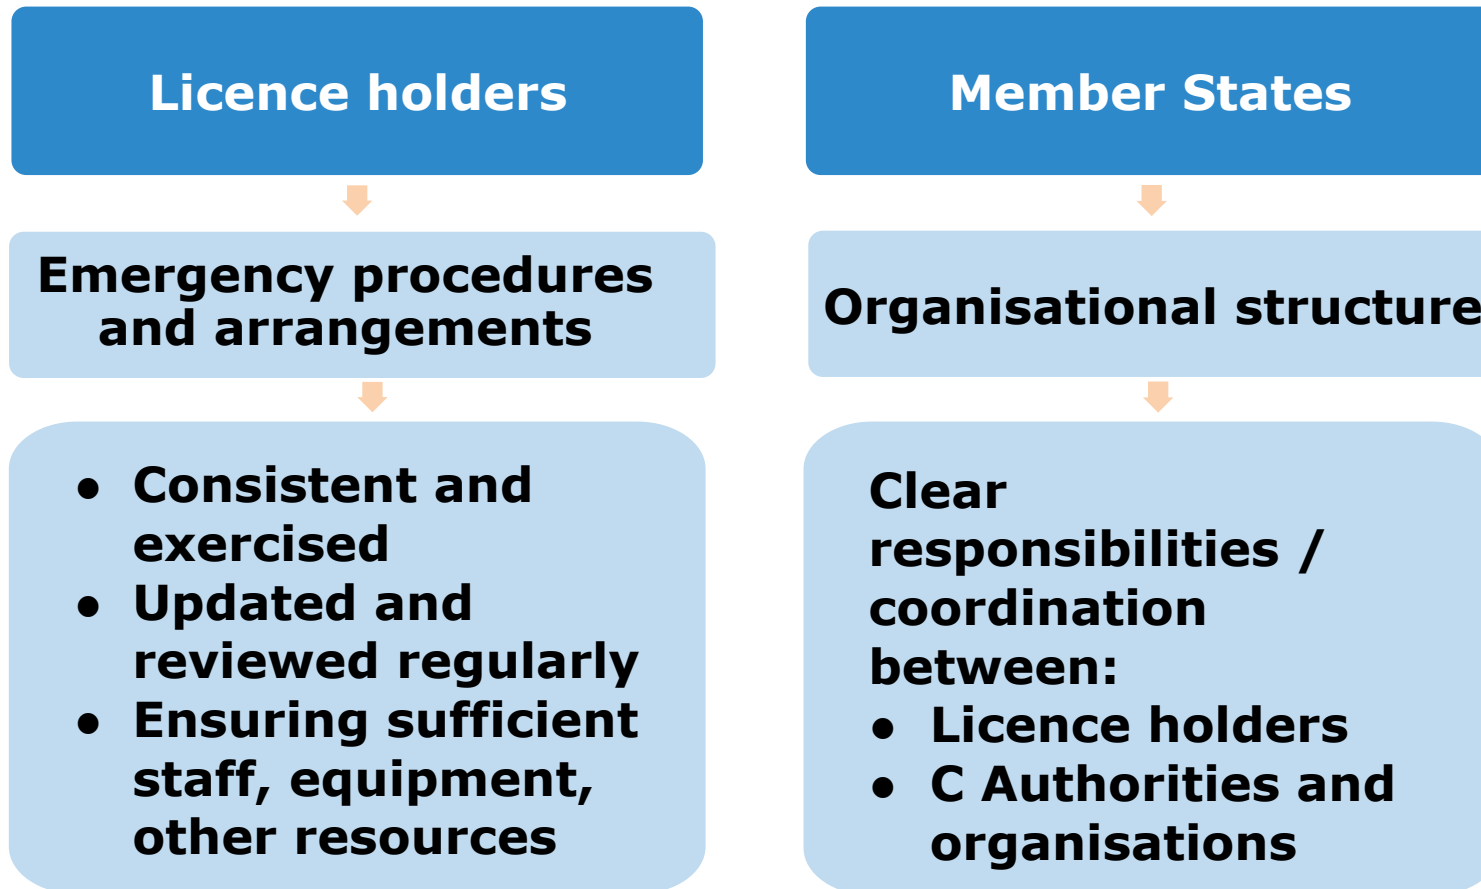 Licence holders
Emergency procedures
and arrangements
● Consistent and
exercised
● Updated and
reviewed regularly
● Ensuring sufficient
staff, equipment,
other resources
Member States
Organisational structure
Clear
responsibilities /
coordination
between:
● Licence holders
● C Authorities and
organisations